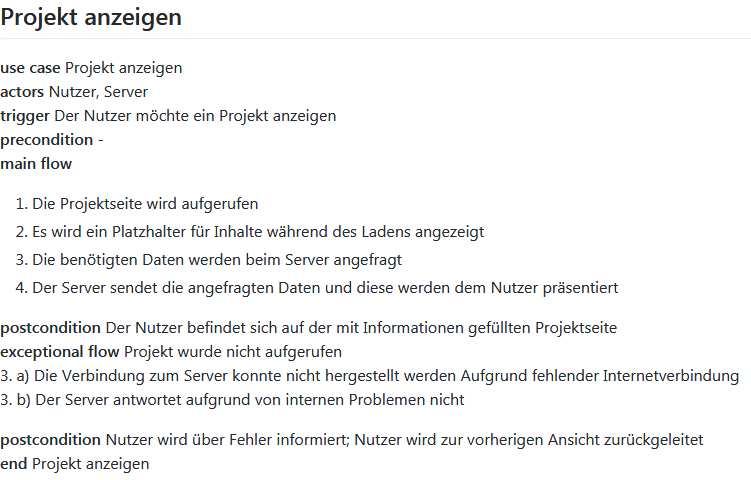 Projekt anzeigen
use case Projekt anzeigen
actors Nutzer, Server
trigger Der Nutzer möchte ein Projekt anzeigen
precondition -
main flow
1. Die Projektseite wird aufgerufen
2. Es wird ein Platzhalter für Inhalte während des Ladens angezeigt
3. Die benötigten Daten werden beim Server angefragt
4. Der Server sendet die angefragten Daten und diese werden dem Nutzer präsentiert
postcondition Der Nutzer befindet sich auf der mit Informationen gefüllten Projektseite
exceptional flow Projekt wurde nicht aufgerufen
3. a) Die Verbindung zum Server konnte nicht hergestellt werden Aufgrund fehlender Internetverbindung
3. b) Der Server antwortet aufgrund von internen Problemen nicht
postcondition Nutzer wird über Fehler informiert; Nutzer wird zur vorherigen Ansicht zurückgeleitet
end Projekt anzeigen